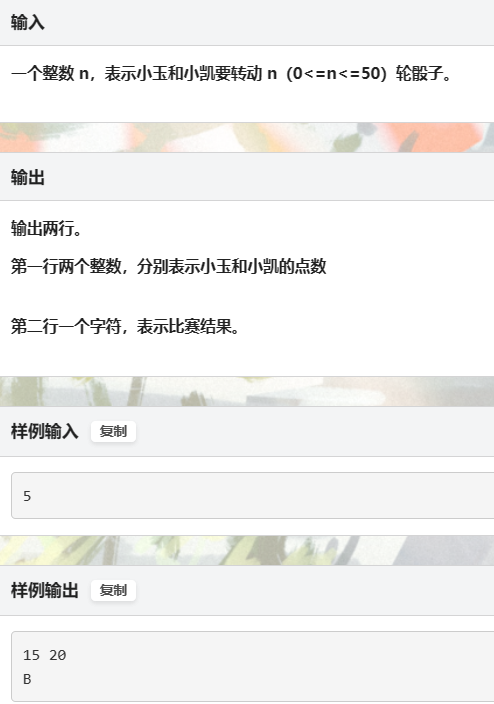 输入
一个整数 n，表示小玉和小凯要转动 n（0<=n<=50）轮骰子。
输出
输出两行。
第一行两个整数，分别表示小玉和小凯的点数
第二行一个字符，表示比赛结果。
样例输入 复制
5
样例输出 复制
15 20
B